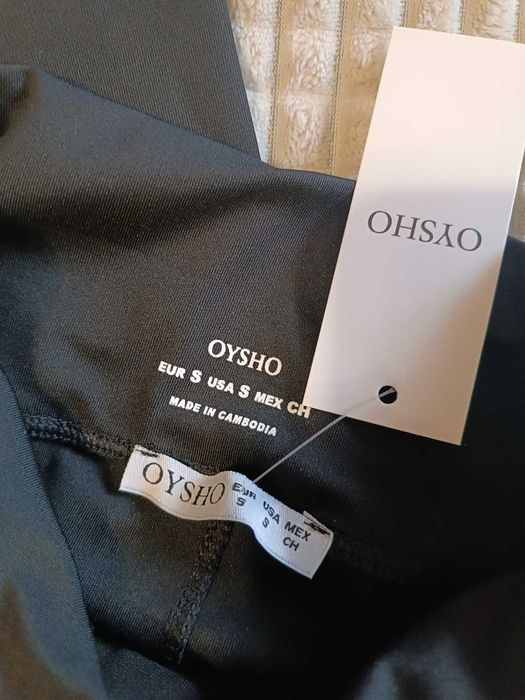 OYSHO
OYSHO
EUR S USA S MEX CH
MADE IN CAMBODIA
OYSHO
EUR USA MEX
S S CH